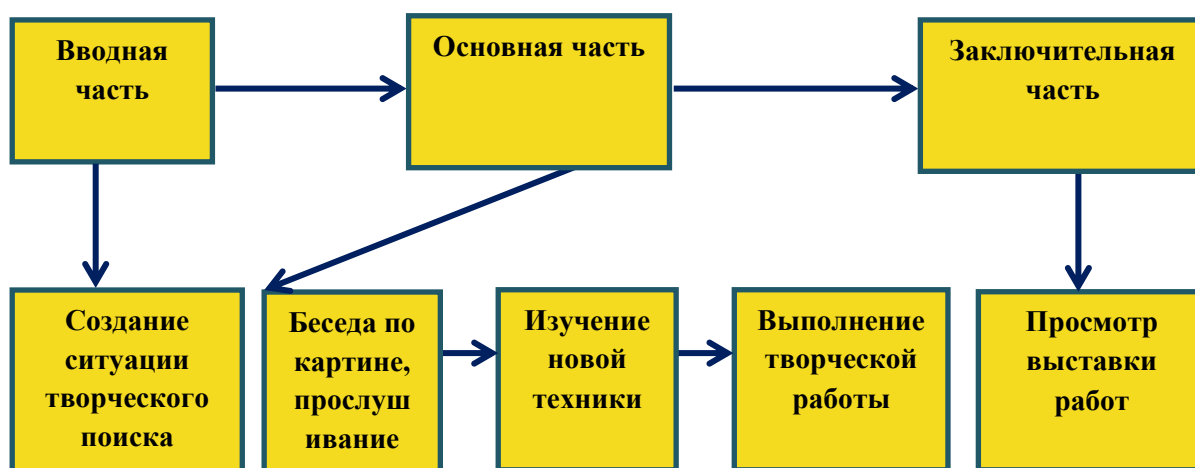 Вводная
часть
Основная часть
Заключительная
часть
Создание
ситуации
творческого
поиска
Беседа по
картине,
прослуш
ивание
Изучение
новой
техники
Выполнение
творческой
работы
Просмотр
выставки
работ